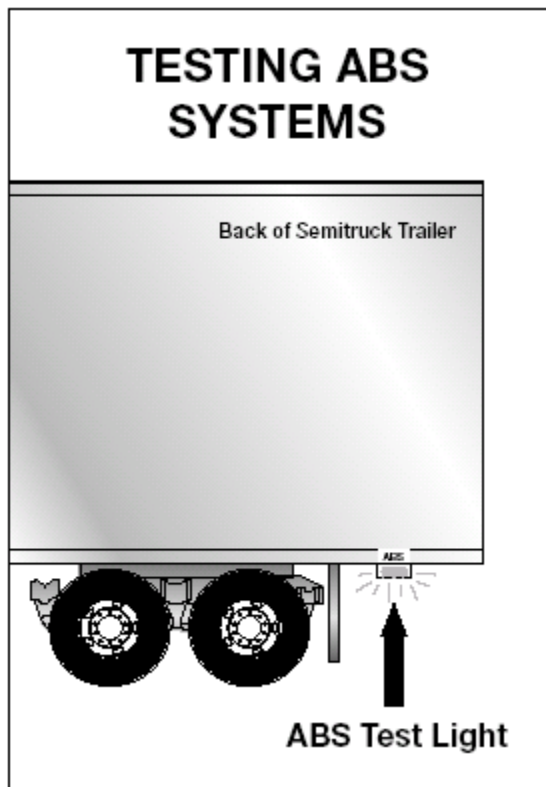 TESTING ABS
SYSTEMS
Back of Semitruck Trailer
ABS
ABS Test Light